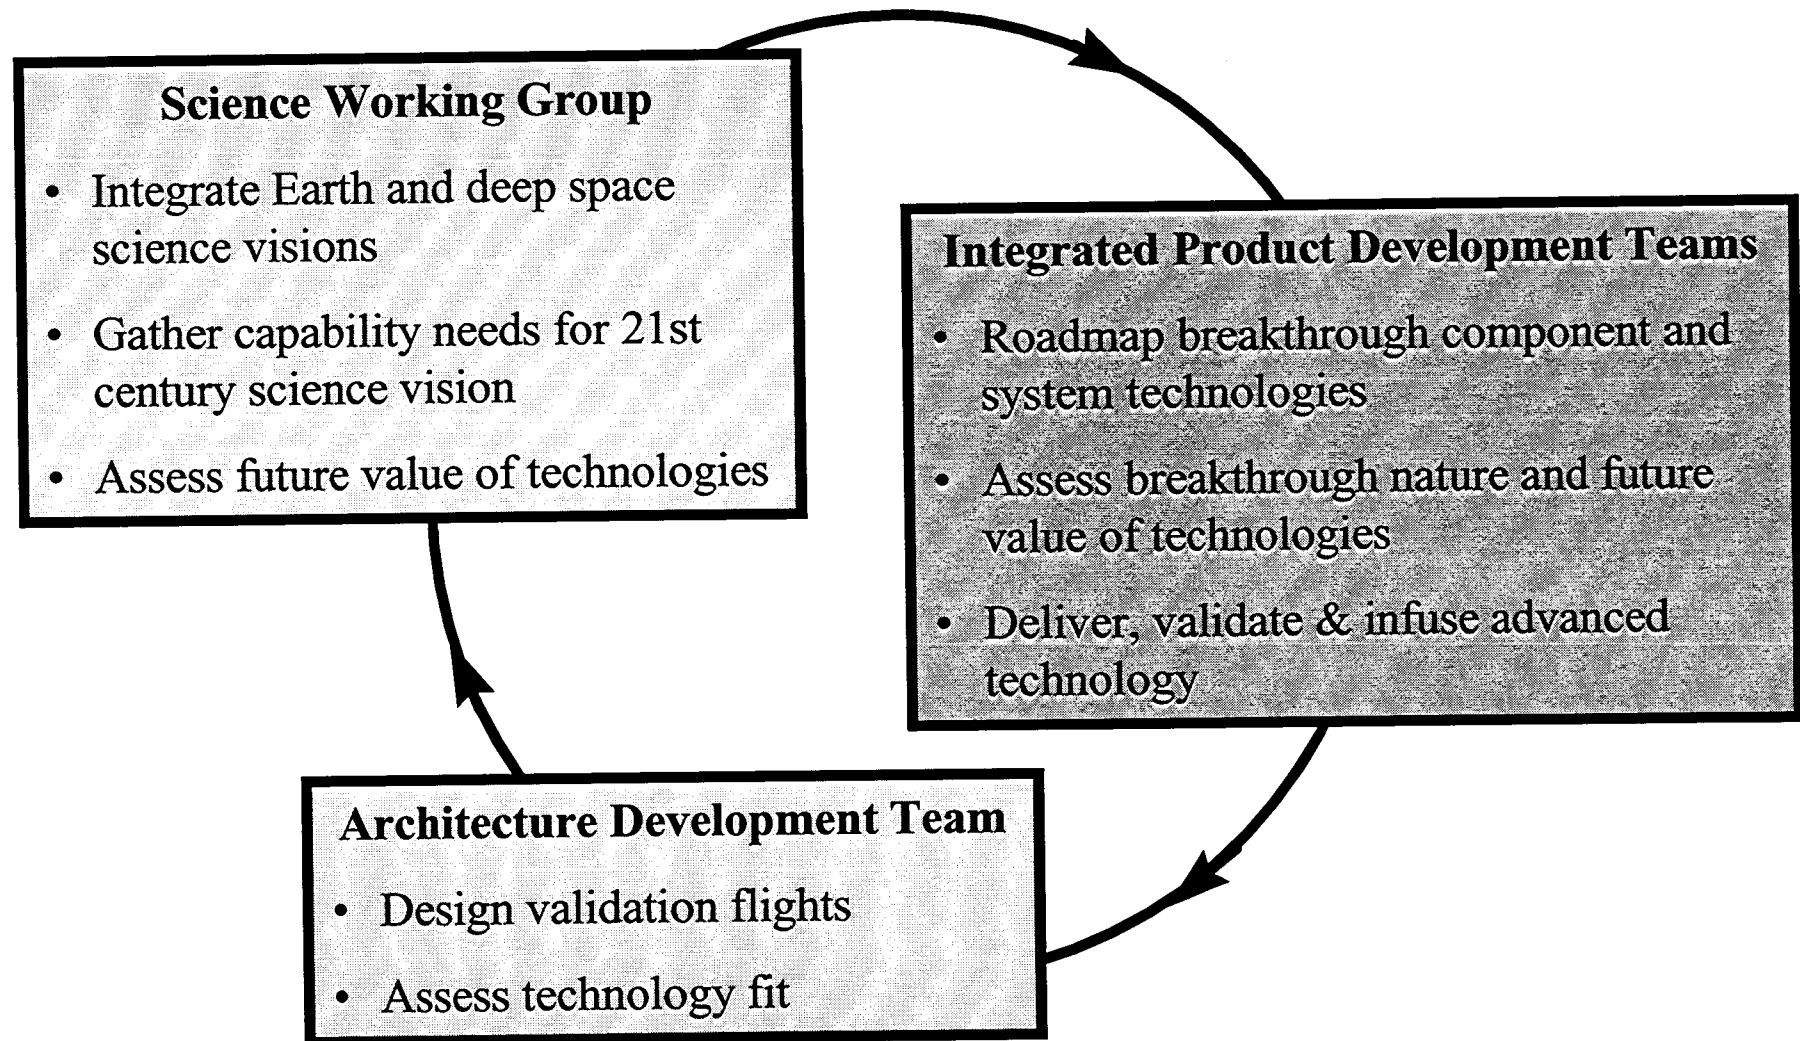 Science Working Group
• Integrate Earth and deep space
science visions
• Gather capability needs for 21st
century science vision
• Assess future value of technologies
Integrated Product Development Teams
• Roadmap breakthrough component and
system technologies
• Assess breakthrough nature and future
value of technologies
• Deliver, validate & infuse advanced
technology
Architecture Development Team
• Design validation flights
• Assess technology fit